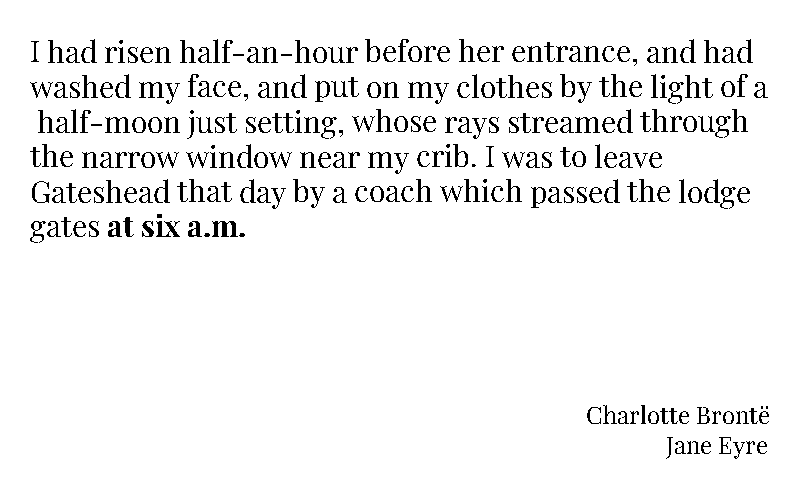 I had risen half-an-hour before her entrance, and had
washed my face, and put on my clothes by the light of a
half-moon just setting, whose rays streamed through
the narrow window near my crib. I was to leave
Gateshead that day by a coach which passed the lodge
gates at six a.m.
Charlotte Brontë
Jane Eyre